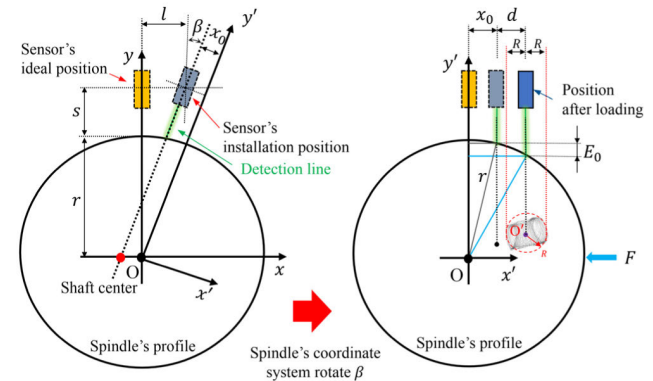 l
β
x₀
y′
y
Sensor's
ideal position
s
Sensor's
installation position
Detection line
r
O
x
Shaft center
x′
Spindle's profile
Spindle's coordinate
system rotate β
x₀
d
R
R
y′
Position
after loading
E₀
r
O′
R
O
x′
F
Spindle's profile